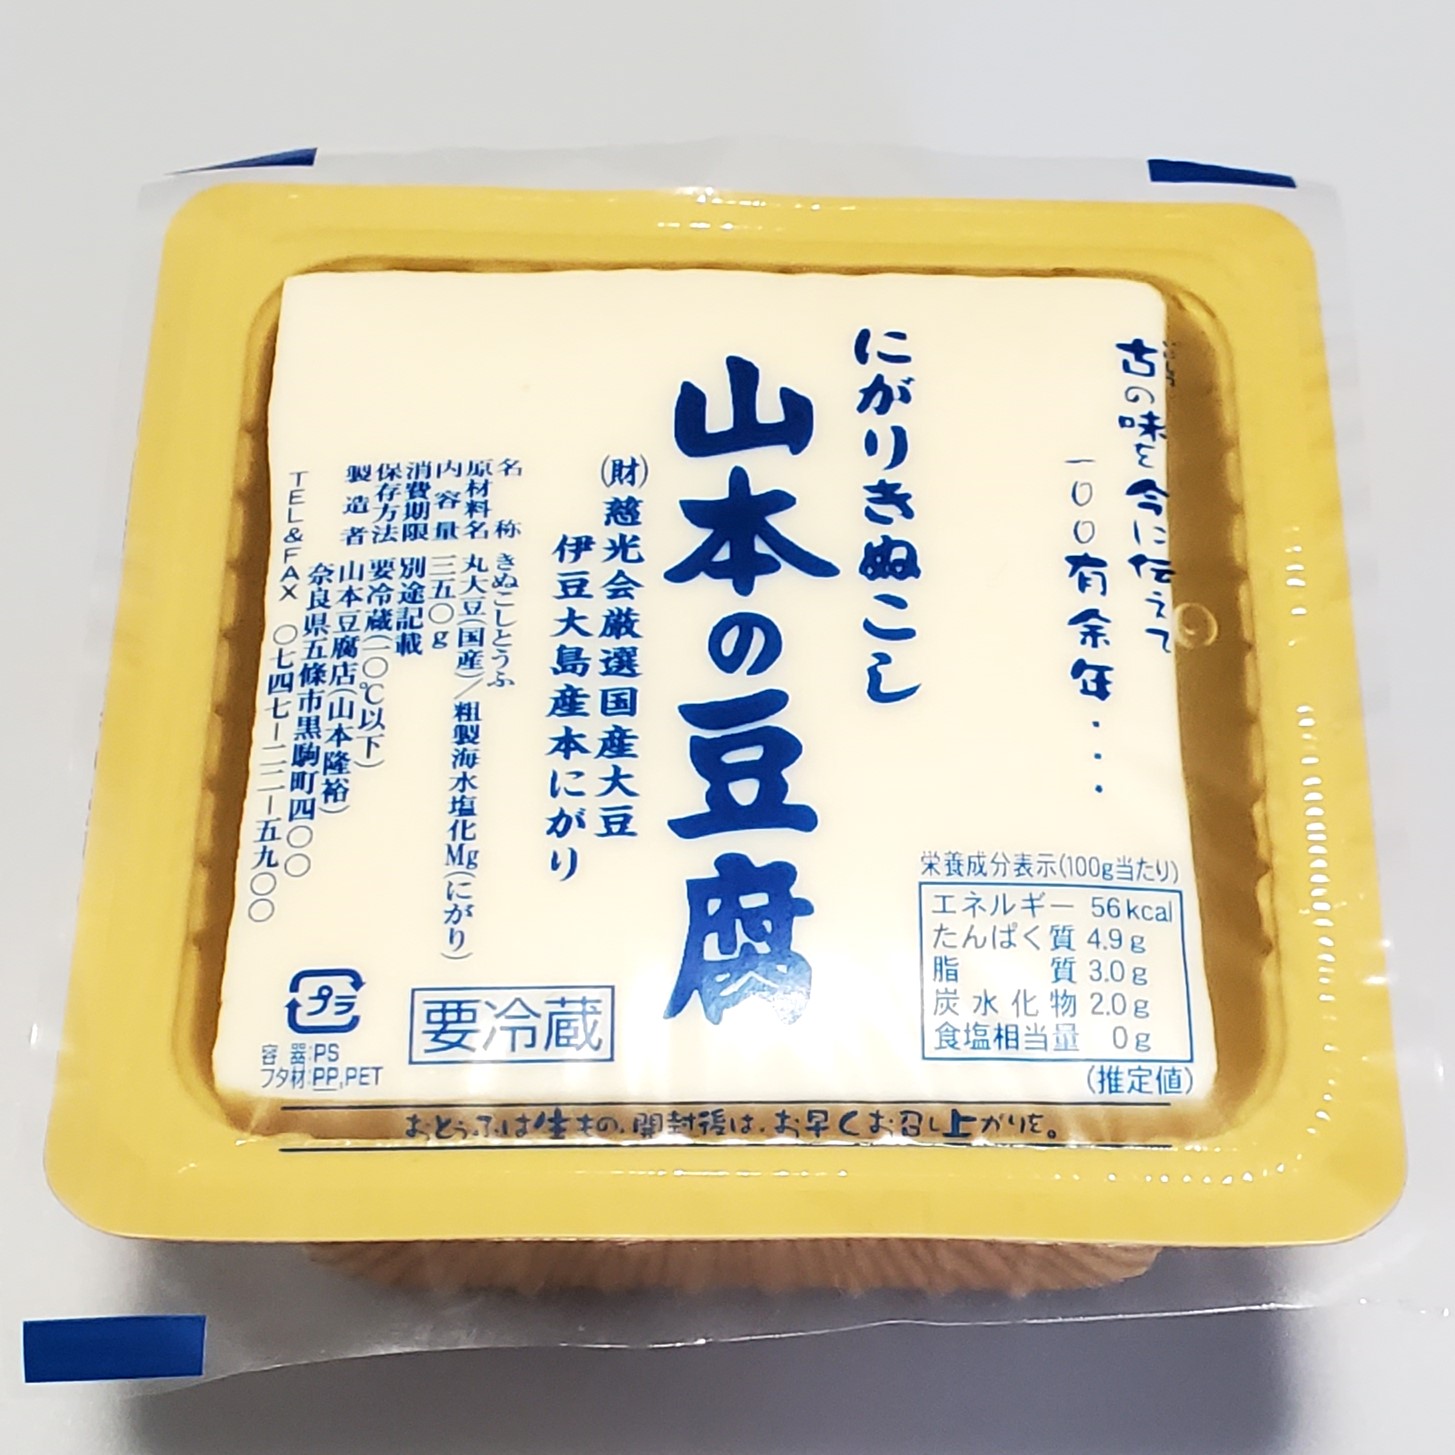 古の味を今に伝えて
一〇〇有余年・・・
にがりきぬこし
山本の豆腐
(財)慈光会厳選国産大豆
伊豆大島産本にがり
名称 きぬこしとうふ
原材料名 丸大豆(国産)/粗製海水塩化Mg(にがり)
内容量 三五〇g
消費期限 別途記載
保存方法 要冷蔵(一〇℃以下)
製造者 山本豆腐店(山本隆裕)
奈良県五條市黒駒町四〇〇
TEL&FAX 〇七四七ー二二ー五九〇〇
栄養成分表示(100g当たり)
エネルギー 56kcal
たんぱく質 4.9g
脂質 3.0g
炭水化物 2.0g
食塩相当量 0g
(推定値)
プラ
容器:PS
フタ材:PP,PET
要冷蔵
おとうふは生もの、開封後は、お早くお召し上がりを。